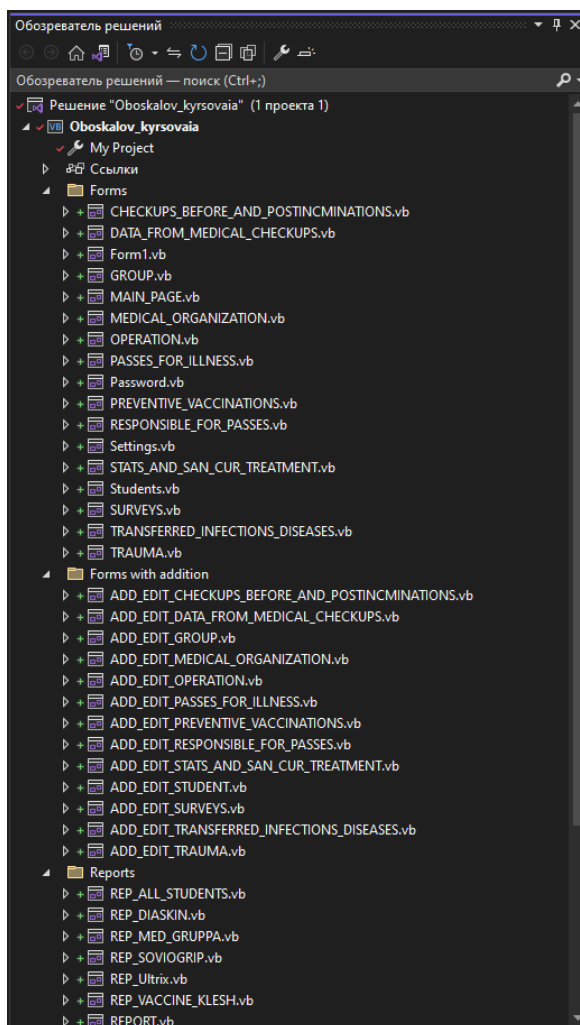 Обозреватель решений
Обозреватель решений — поиск (Ctrl+;)
Решение "Oboskalov_kyrsovaia" (1 проекта 1)
VB Oboskalov_kyrsovaia
My Project
Ссылки
Forms
CHECKUPS_BEFORE_AND_POSTINCMINATIONS.vb
DATA_FROM_MEDICAL_CHECKUPS.vb
Form1.vb
GROUP.vb
MAIN_PAGE.vb
MEDICAL_ORGANIZATION.vb
OPERATION.vb
PASSES_FOR_ILLNESS.vb
Password.vb
PREVENTIVE_VACCINATIONS.vb
RESPONSIBLE_FOR_PASSES.vb
Settings.vb
STATS_AND_SAN_CUR_TREATMENT.vb
Students.vb
SURVEYS.vb
TRANSFERRED_INFECTIONS_DISEASES.vb
TRAUMA.vb
Forms with addition
ADD_EDIT_CHECKUPS_BEFORE_AND_POSTINCMINATIONS.vb
ADD_EDIT_DATA_FROM_MEDICAL_CHECKUPS.vb
ADD_EDIT_GROUP.vb
ADD_EDIT_MEDICAL_ORGANIZATION.vb
ADD_EDIT_OPERATION.vb
ADD_EDIT_PASSES_FOR_ILLNESS.vb
ADD_EDIT_PREVENTIVE_VACCINATIONS.vb
ADD_EDIT_RESPONSIBLE_FOR_PASSES.vb
ADD_EDIT_STATS_AND_SAN_CUR_TREATMENT.vb
ADD_EDIT_STUDENT.vb
ADD_EDIT_SURVEYS.vb
ADD_EDIT_TRANSFERRED_INFECTIONS_DISEASES.vb
ADD_EDIT_TRAUMA.vb
Reports
REP_ALL_STUDENTS.vb
REP_DIASKIN.vb
REP_MED_GRUPPA.vb
REP_SOVIOGRIP.vb
REP_Ultrix.vb
REP_VACCINE_KLESH.vb
REPORT.vb